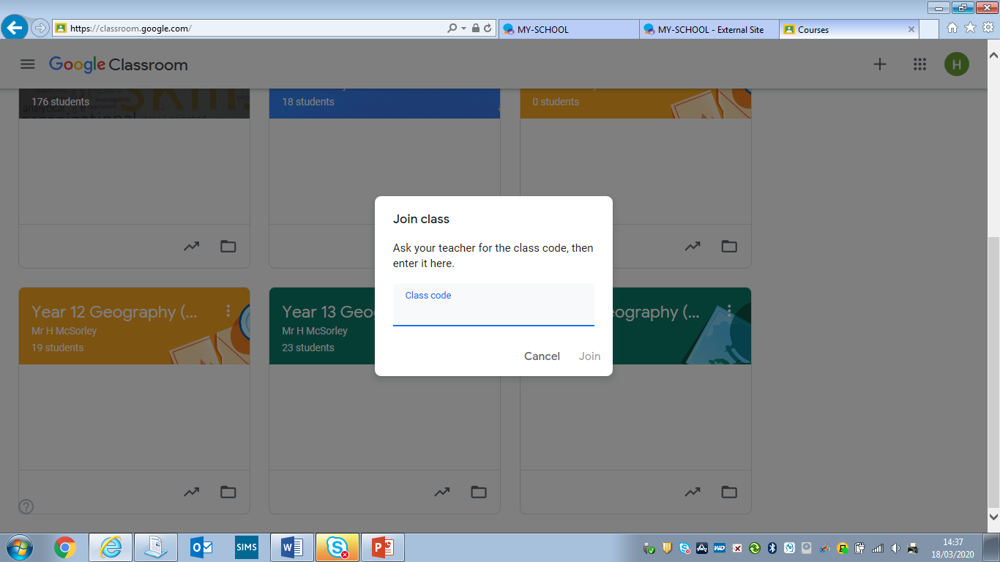 https://classroom.google.com/
MY-SCHOOL
MY-SCHOOL - External Site
Courses
Google Classroom
H
176 students
18 students
0 students
analytical
organizational
Join class
Ask your teacher for the class code, then
enter it here.
Class code
Cancel
Join
Year 12 Geography (...
Mr H McSorley
19 students
Year 13 Geo
Mr H McSorley
23 students
eography (...
SIMS
14:37
18/03/2020